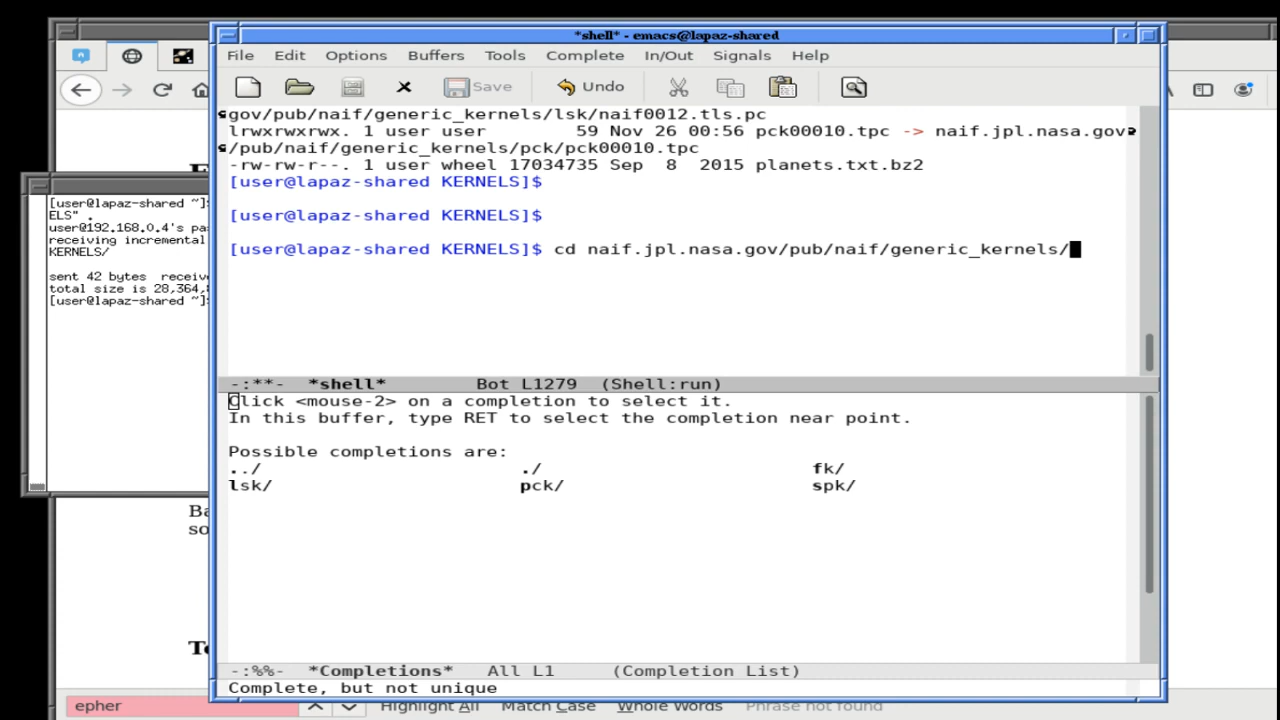 *shell* - emacs@lapaz-shared
File Edit Options Buffers Tools Complete In/Out Signals Help
Save Undo
gov/pub/naif/generic_kernels/lsk/naif0012.tls.pc
lrwxrwxrwx. 1 user user 59 Nov 26 00:56 pck00010.tpc -> naif.jpl.nasa.gov
/pub/naif/generic_kernels/pck/pck00010.tpc
-rw-rw-r--. 1 user wheel 17034735 Sep 8 2015 planets.txt.bz2
[user@lapaz-shared KERNELS]$
[user@lapaz-shared KERNELS]$
[user@lapaz-shared KERNELS]$ cd naif.jpl.nasa.gov/pub/naif/generic_kernels/
-:**- *shell* Bot L1279 (Shell:run)
Click <mouse-2> on a completion to select it.
In this buffer, type RET to select the completion near point.
Possible completions are:
../ ./ fk/
lsk/ pck/ spk/
-:%%- *Completions* All L1 (Completion List)
Complete, but not unique
[user@lapaz-shared ~]
ELS" .
user@192.168.0.4's pa
receiving incremental
KERNELS/
sent 42 bytes receiv
total size is 28,364,
[user@lapaz-shared ~]
Ba
so
To
epher Highlight All Match Case Whole Words Phrase not found